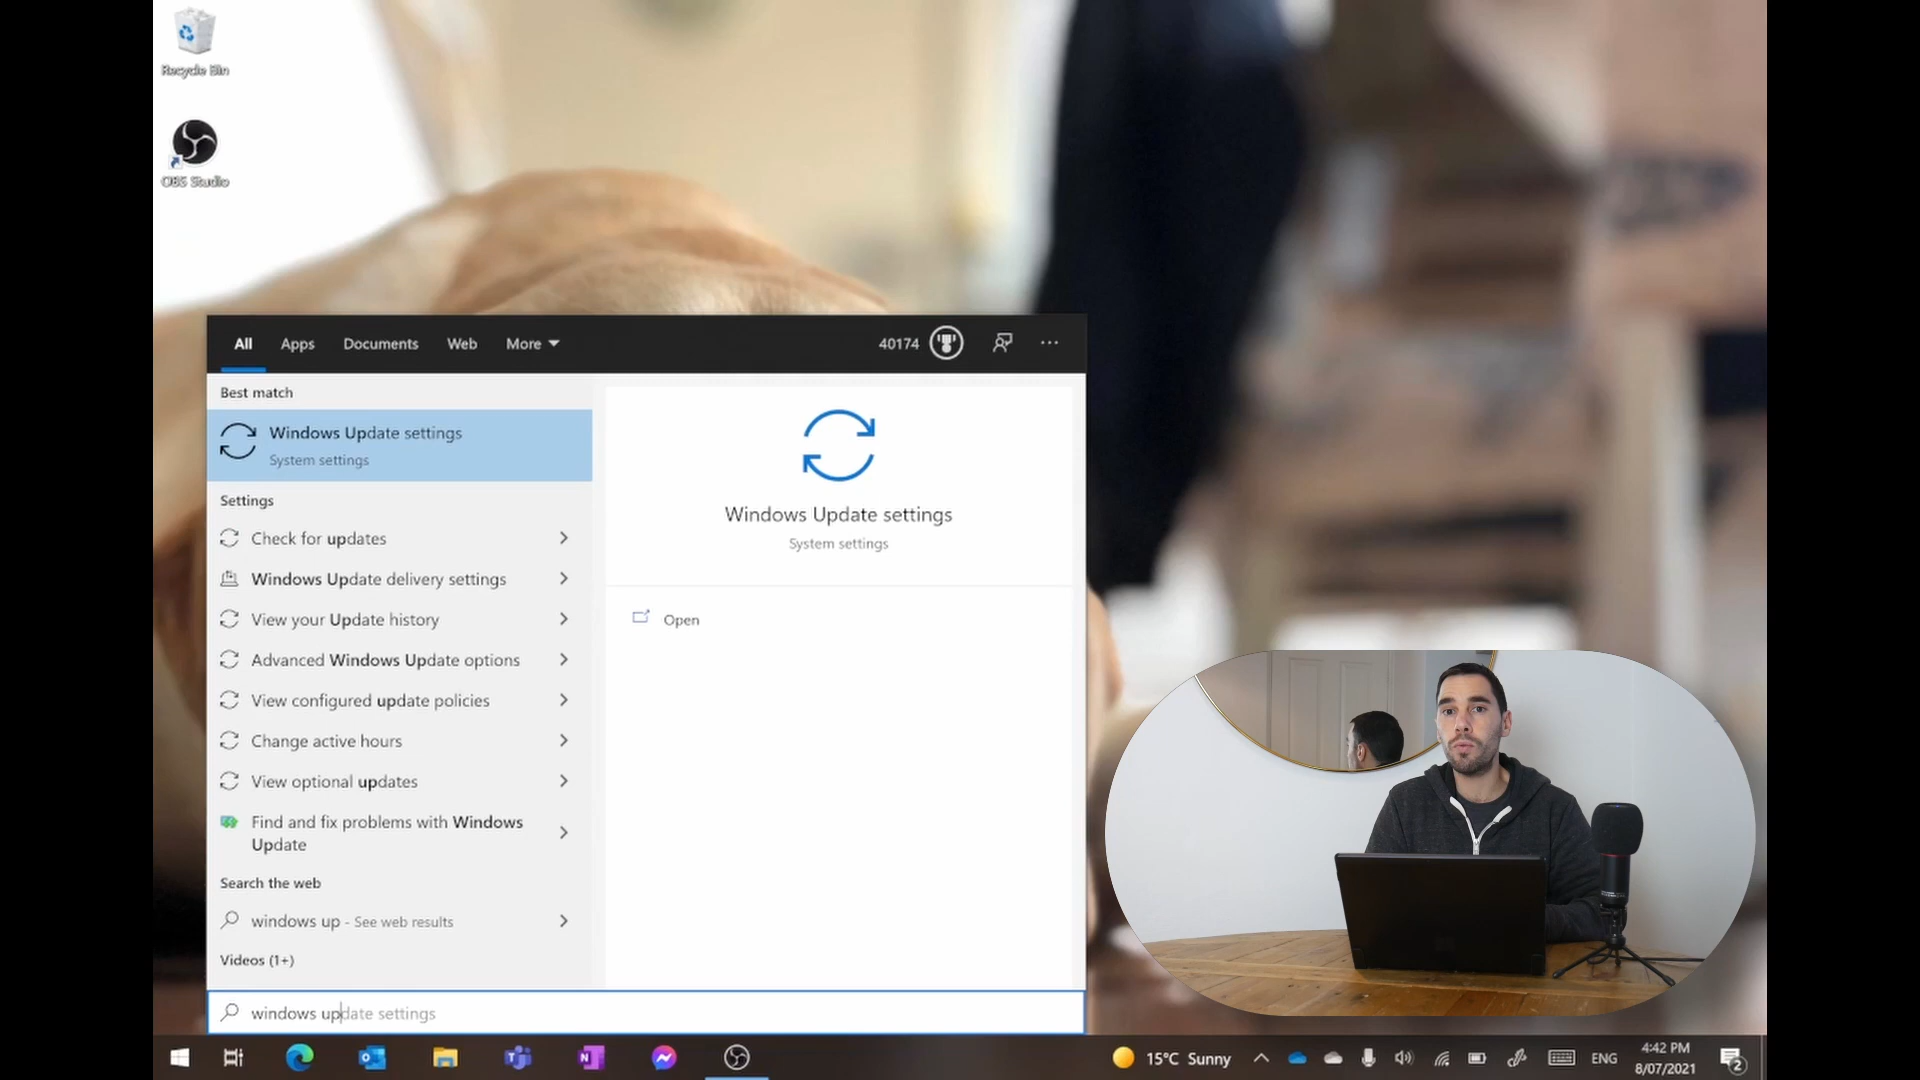 Recycle Bin
OBS Studio
All Apps Documents Web More 40174
Best match
Windows Update settings
System settings
Settings
Check for updates
Windows Update delivery settings
View your Update history
Advanced Windows Update options
View configured update policies
Change active hours
View optional updates
Find and fix problems with Windows
Update
Search the web
windows up - See web results
Videos (1+)
windows update settings
Windows Update settings
System settings
Open
15°C Sunny
ENG
4:42 PM
8/07/2021
2